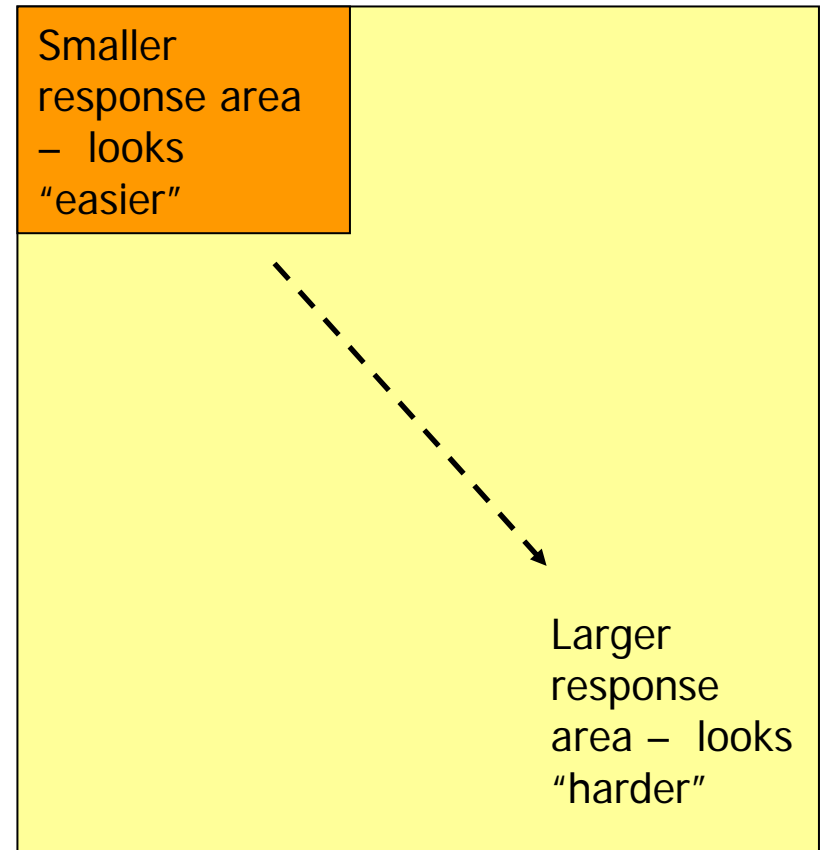 Smaller
response area
– looks
“easier”
Larger
response
area – looks
“harder”